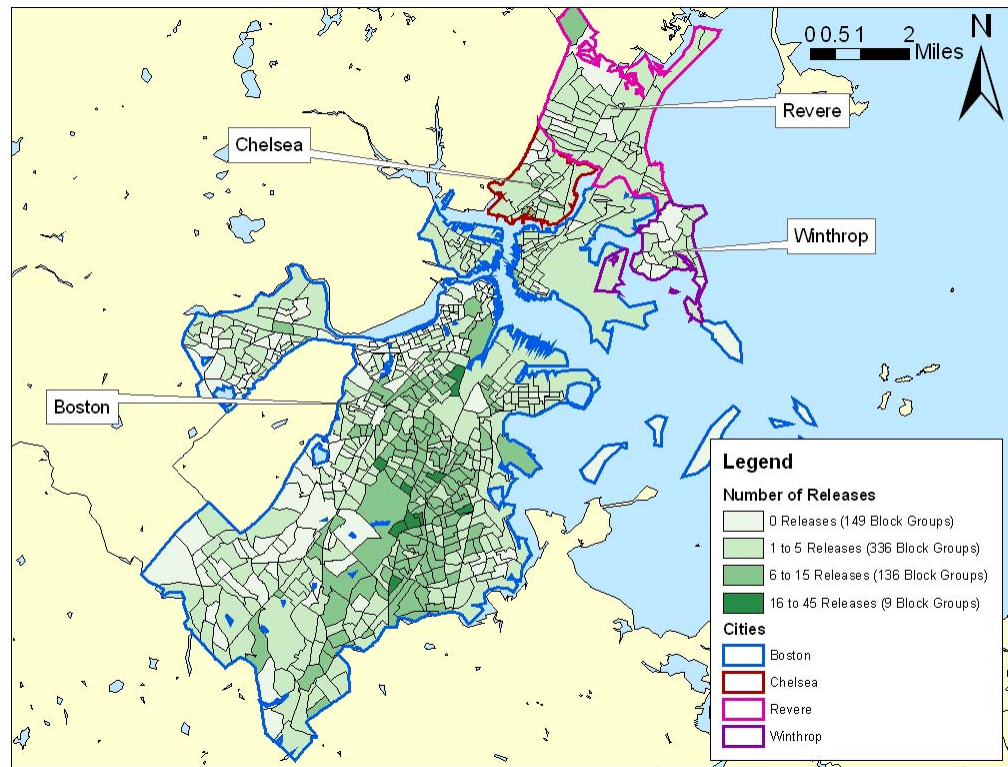 N
0 0.5 1 2
Miles
Revere
Chelsea
Winthrop
Boston
Legend
Number of Releases
0 Releases (149 Block Groups)
1 to 5 Releases (336 Block Groups)
6 to 15 Releases (136 Block Groups)
16 to 45 Releases (9 Block Groups)
Cities
Boston
Chelsea
Revere
Winthrop